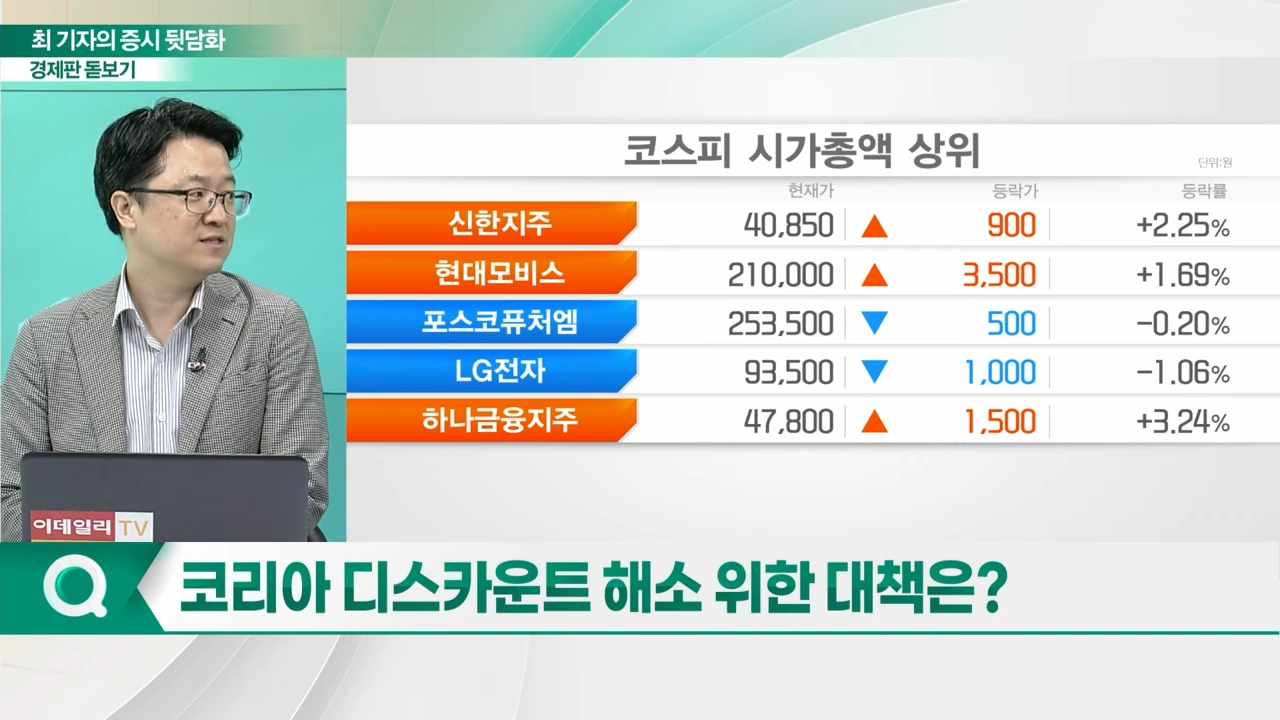 최 기자의 증시 뒷담화
경제판 돋보기
코스피 시가총액 상위
단위:원
현재가 등락가 등락률
신한지주 40,850 ▲ 900 +2.25%
현대모비스 210,000 ▲ 3,500 +1.69%
포스코퓨처엠 253,500 ▼ 500 -0.20%
LG전자 93,500 ▼ 1,000 -1.06%
하나금융지주 47,800 ▲ 1,500 +3.24%
이데일리 TV
Q 코리아 디스카운트 해소 위한 대책은?